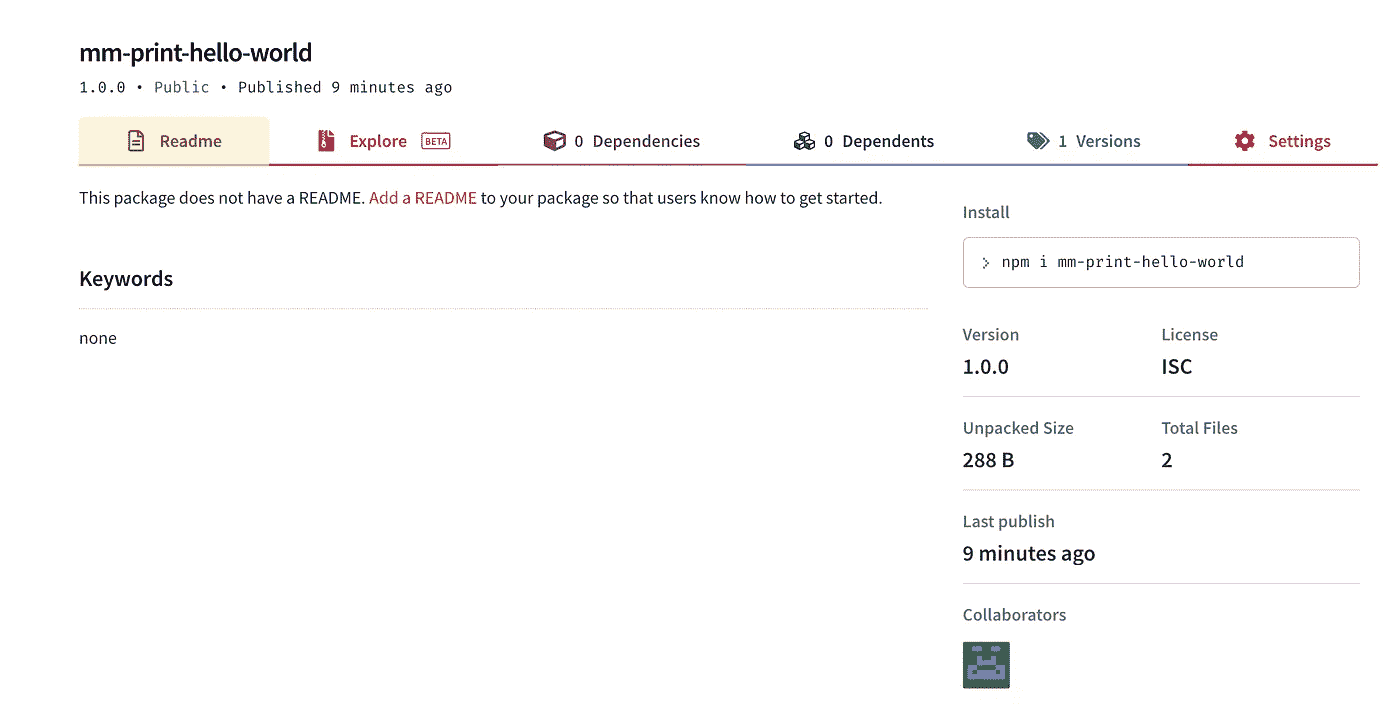 mm-print-hello-world
1.0.0 • Public • Published 9 minutes ago
Readme
Explore BETA
0 Dependencies
0 Dependents
1 Versions
Settings
This package does not have a README. Add a README to your package so that users know how to get started.
Keywords
none
Install
> npm i mm-print-hello-world
Version
License
1.0.0
ISC
Unpacked Size
Total Files
288 B
2
Last publish
9 minutes ago
Collaborators